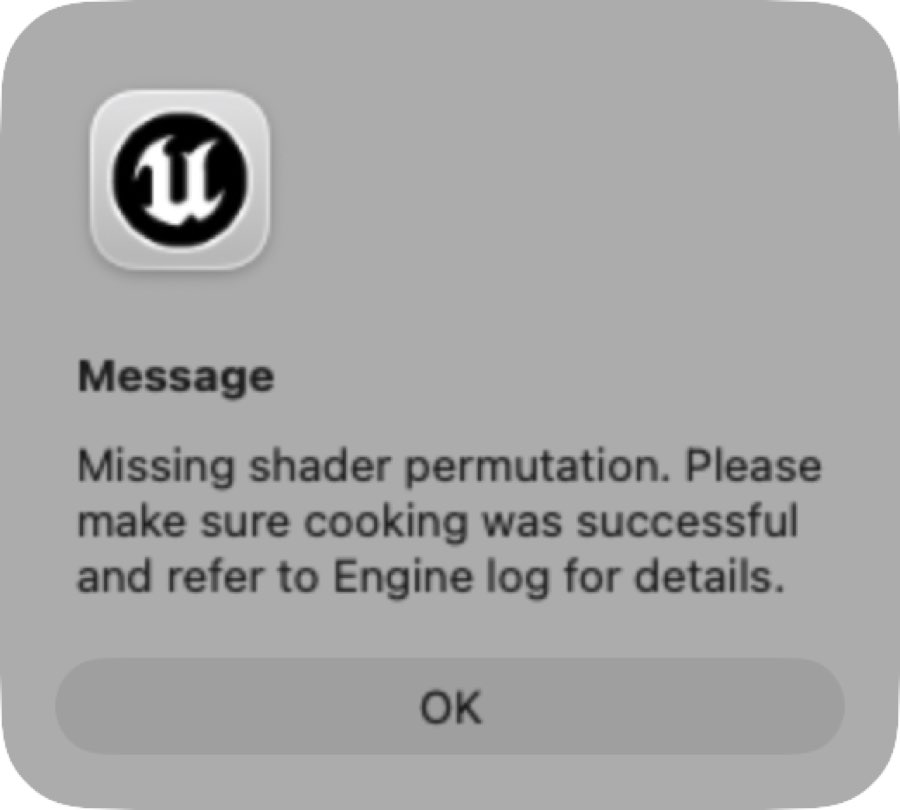 Message
Missing shader permutation. Please
make sure cooking was successful
and refer to Engine log for details.
OK